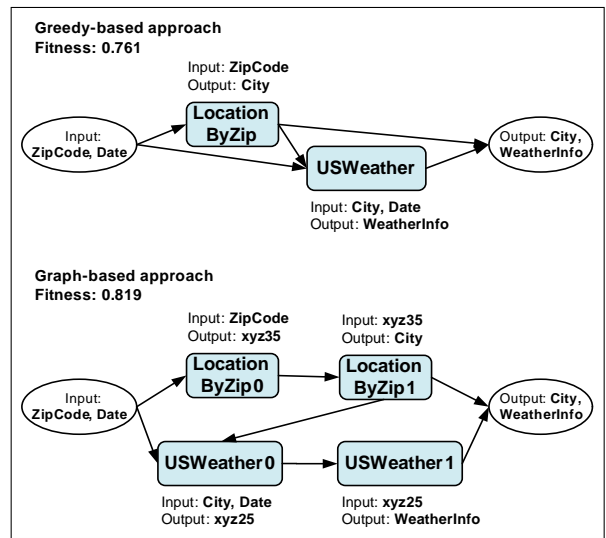 Greedy-based approach
Fitness: 0.761
Input: ZipCode
Output: City
Location
ByZip
Input:
ZipCode, Date
USWeather
Output: City,
WeatherInfo
Input: City, Date
Output: WeatherInfo
Graph-based approach
Fitness: 0.819
Input: ZipCode
Output: xyz35
Input: xyz35
Output: City
Location
ByZip0
Location
ByZip1
Input:
ZipCode, Date
Output: City,
WeatherInfo
USWeather0
USWeather1
Input: City, Date
Output: xyz25
Input: xyz25
Output: WeatherInfo